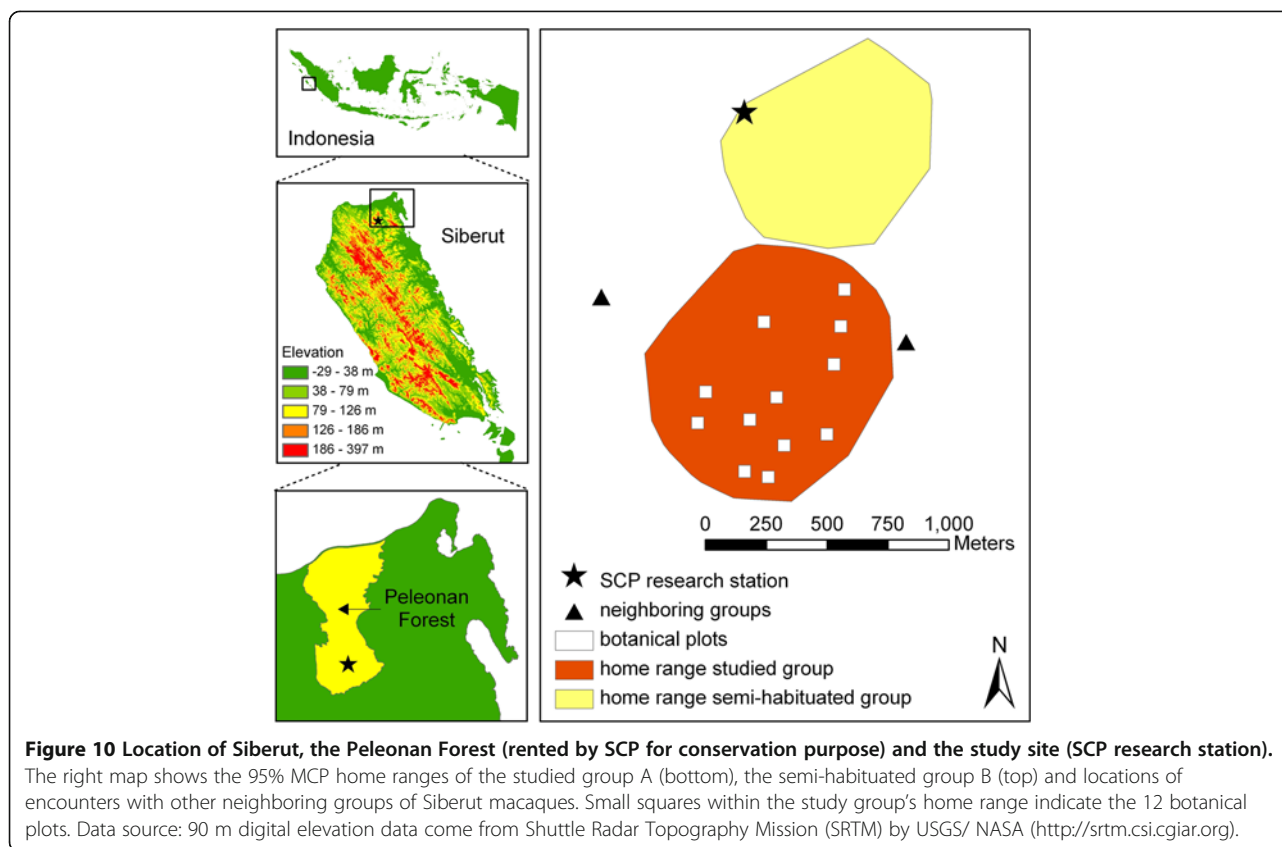 Indonesia
Siberut
Elevation
-29 - 38 m
38 - 79 m
79 - 126 m
126 - 186 m
186 - 397 m
Peleonan
Forest
0 250 500 750 1,000
Meters
SCP research station
neighboring groups
botanical plots
home range studied group
home range semi-habituated group
N
Figure 10 Location of Siberut, the Peleonan Forest (rented by SCP for conservation purpose) and the study site (SCP research station).
The right map shows the 95% MCP home ranges of the studied group A (bottom), the semi-habituated group B (top) and locations of
encounters with other neighboring groups of Siberut macaques. Small squares within the study group's home range indicate the 12 botanical
plots. Data source: 90 m digital elevation data come from Shuttle Radar Topography Mission (SRTM) by USGS/ NASA (http://srtm.csi.cgiar.org).